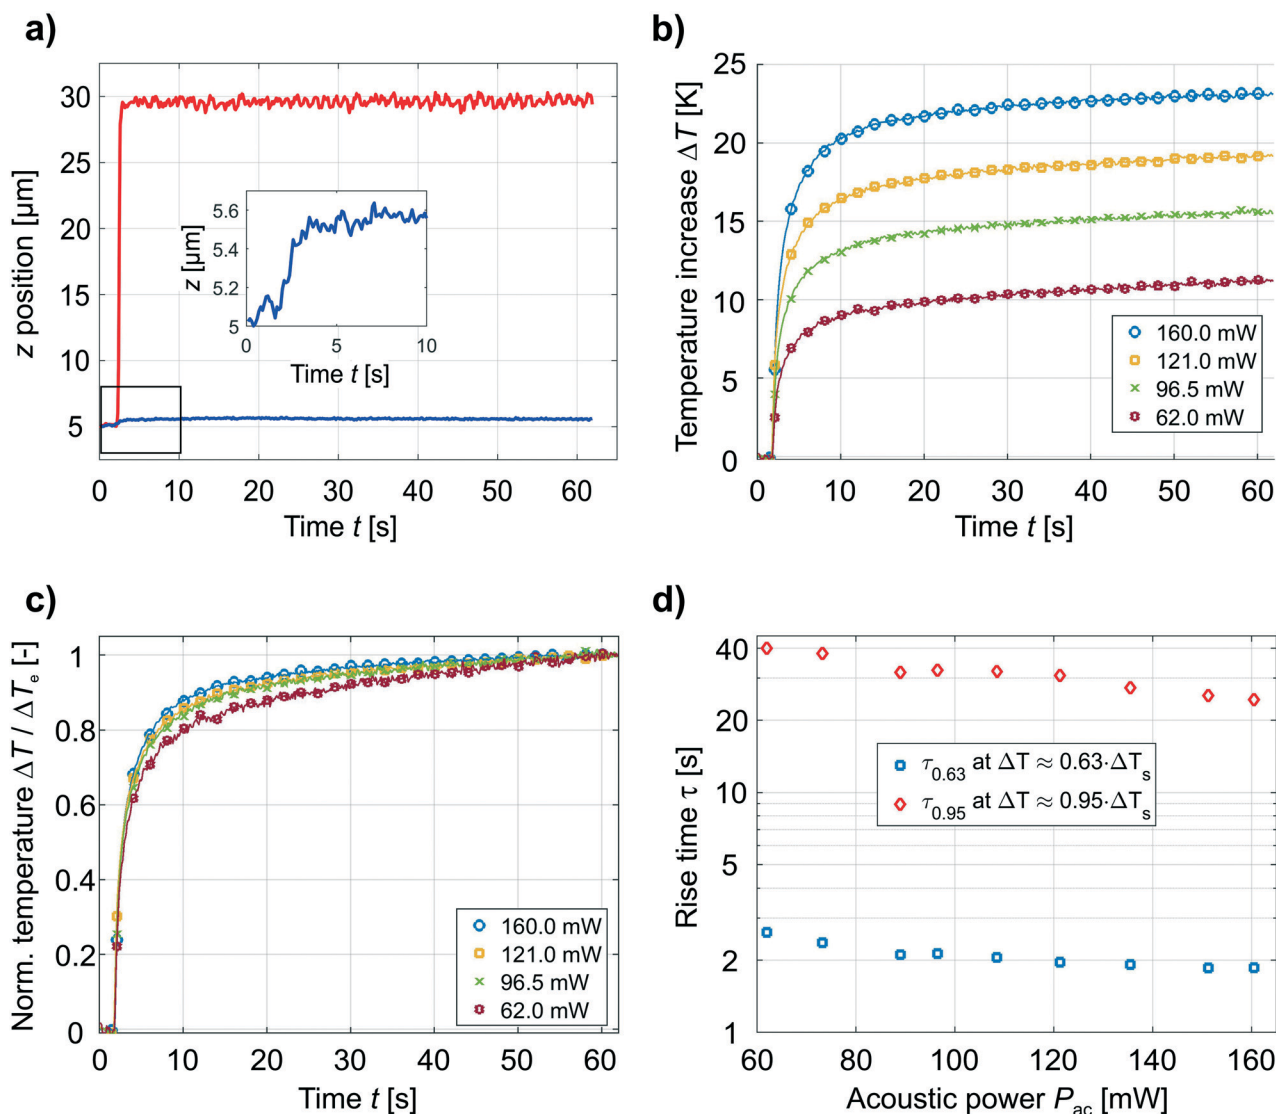 a)
30
25
20
15
10
5
z position [µm]
0 10 20 30 40 50 60
Time t [s]
5.6
5.4
5.2
5
z [µm]
0 5 10
Time t [s]
b)
25
20
15
10
5
0
Temperature increase ΔT [K]
0 10 20 30 40 50 60
Time t [s]
160.0 mW
121.0 mW
96.5 mW
62.0 mW
c)
1
0.8
0.6
0.4
0.2
0
Norm. temperature ΔT / ΔTe [-]
0 10 20 30 40 50 60
Time t [s]
160.0 mW
121.0 mW
96.5 mW
62.0 mW
d)
40
20
10
5
2
1
Rise time τ [s]
τ0.63 at ΔT ≈ 0.63·ΔTs
τ0.95 at ΔT ≈ 0.95·ΔTs
60 80 100 120 140 160
Acoustic power Pac [mW]